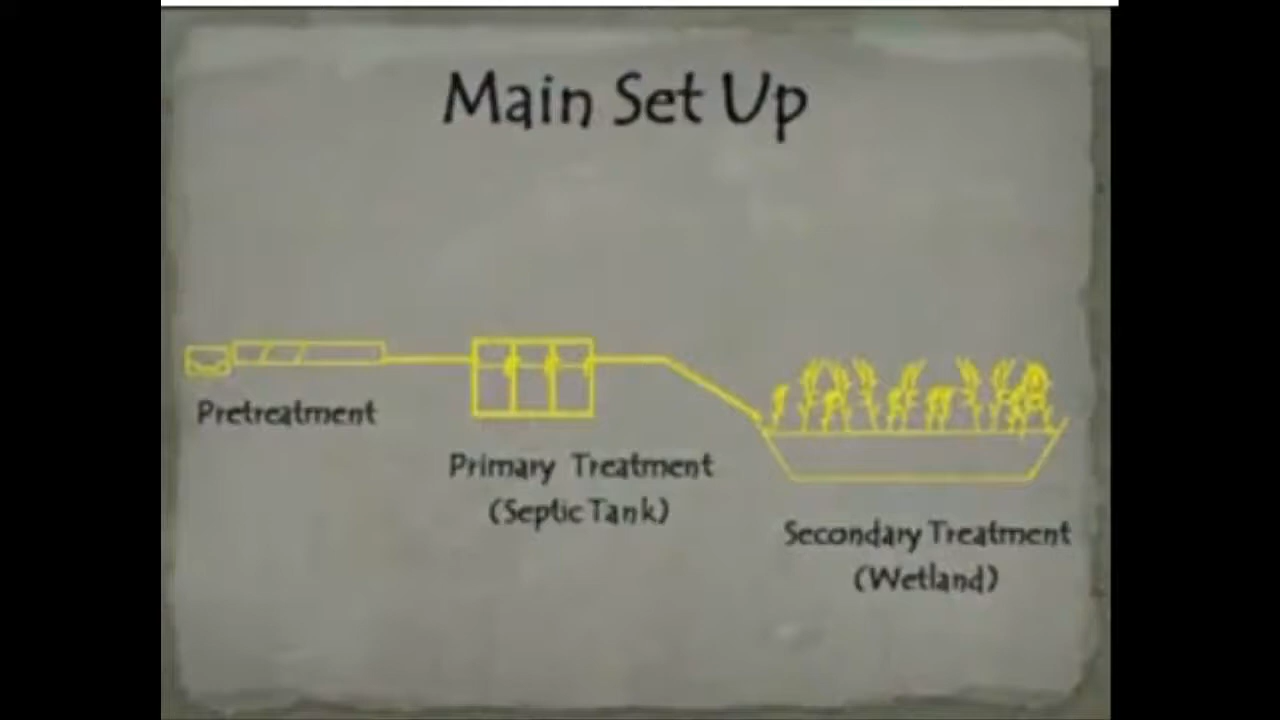 Main Set Up
Pretreatment
Primary Treatment
(Septic Tank)
Secondary Treatment
(Wetland)